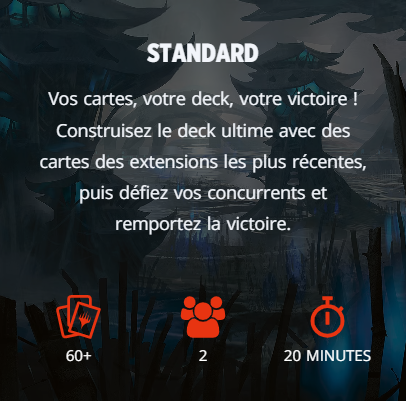 STANDARD
Vos cartes, votre deck, votre victoire !
Construisez le deck ultime avec des
cartes des extensions les plus récentes,
puis défiez vos concurrents et
remportez la victoire.
60+ 2 20 MINUTES